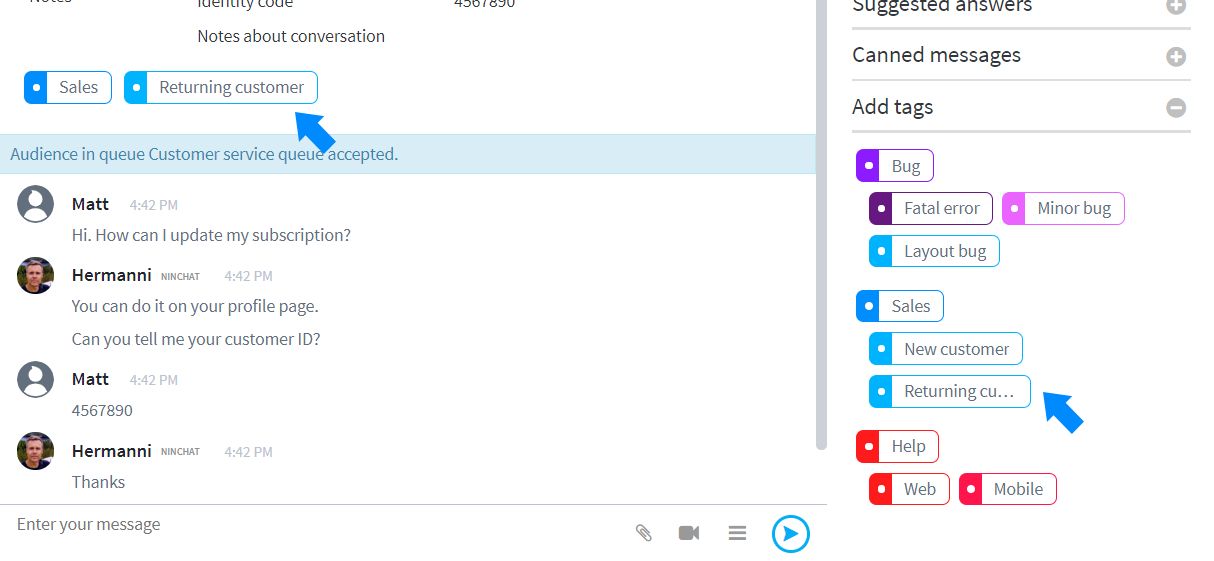 Notes
Identity code
4567890
Notes about conversation
Sales
Returning customer
Audience in queue Customer service queue accepted.
Matt 4:42 PM
Hi. How can I update my subscription?
Hermanni NINCHAT 4:42 PM
You can do it on your profile page.
Can you tell me your customer ID?
Matt 4:42 PM
4567890
Hermanni NINCHAT 4:42 PM
Thanks
Enter your message
Suggested answers
Canned messages
Add tags
Bug
Fatal error
Minor bug
Layout bug
Sales
New customer
Returning cu...
Help
Web
Mobile